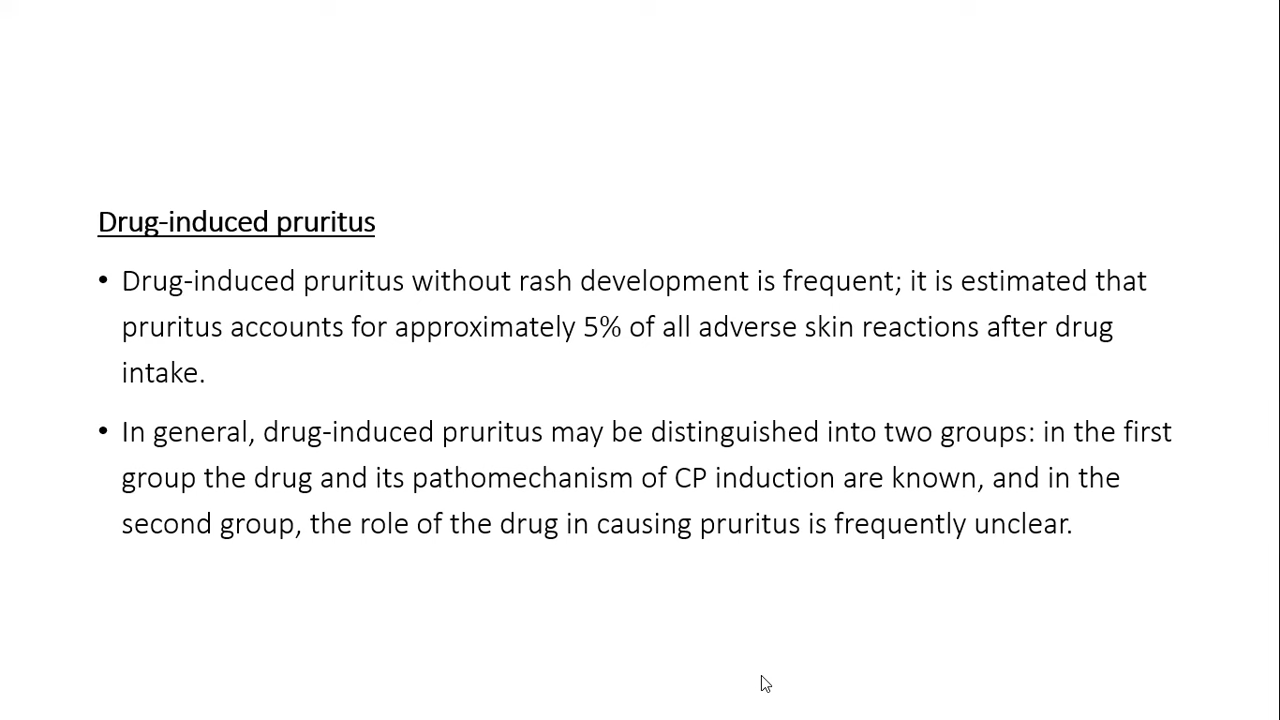 Drug-induced pruritus
• Drug-induced pruritus without rash development is frequent; it is estimated that
pruritus accounts for approximately 5% of all adverse skin reactions after drug
intake.
• In general, drug-induced pruritus may be distinguished into two groups: in the first
group the drug and its pathomechanism of CP induction are known, and in the
second group, the role of the drug in causing pruritus is frequently unclear.